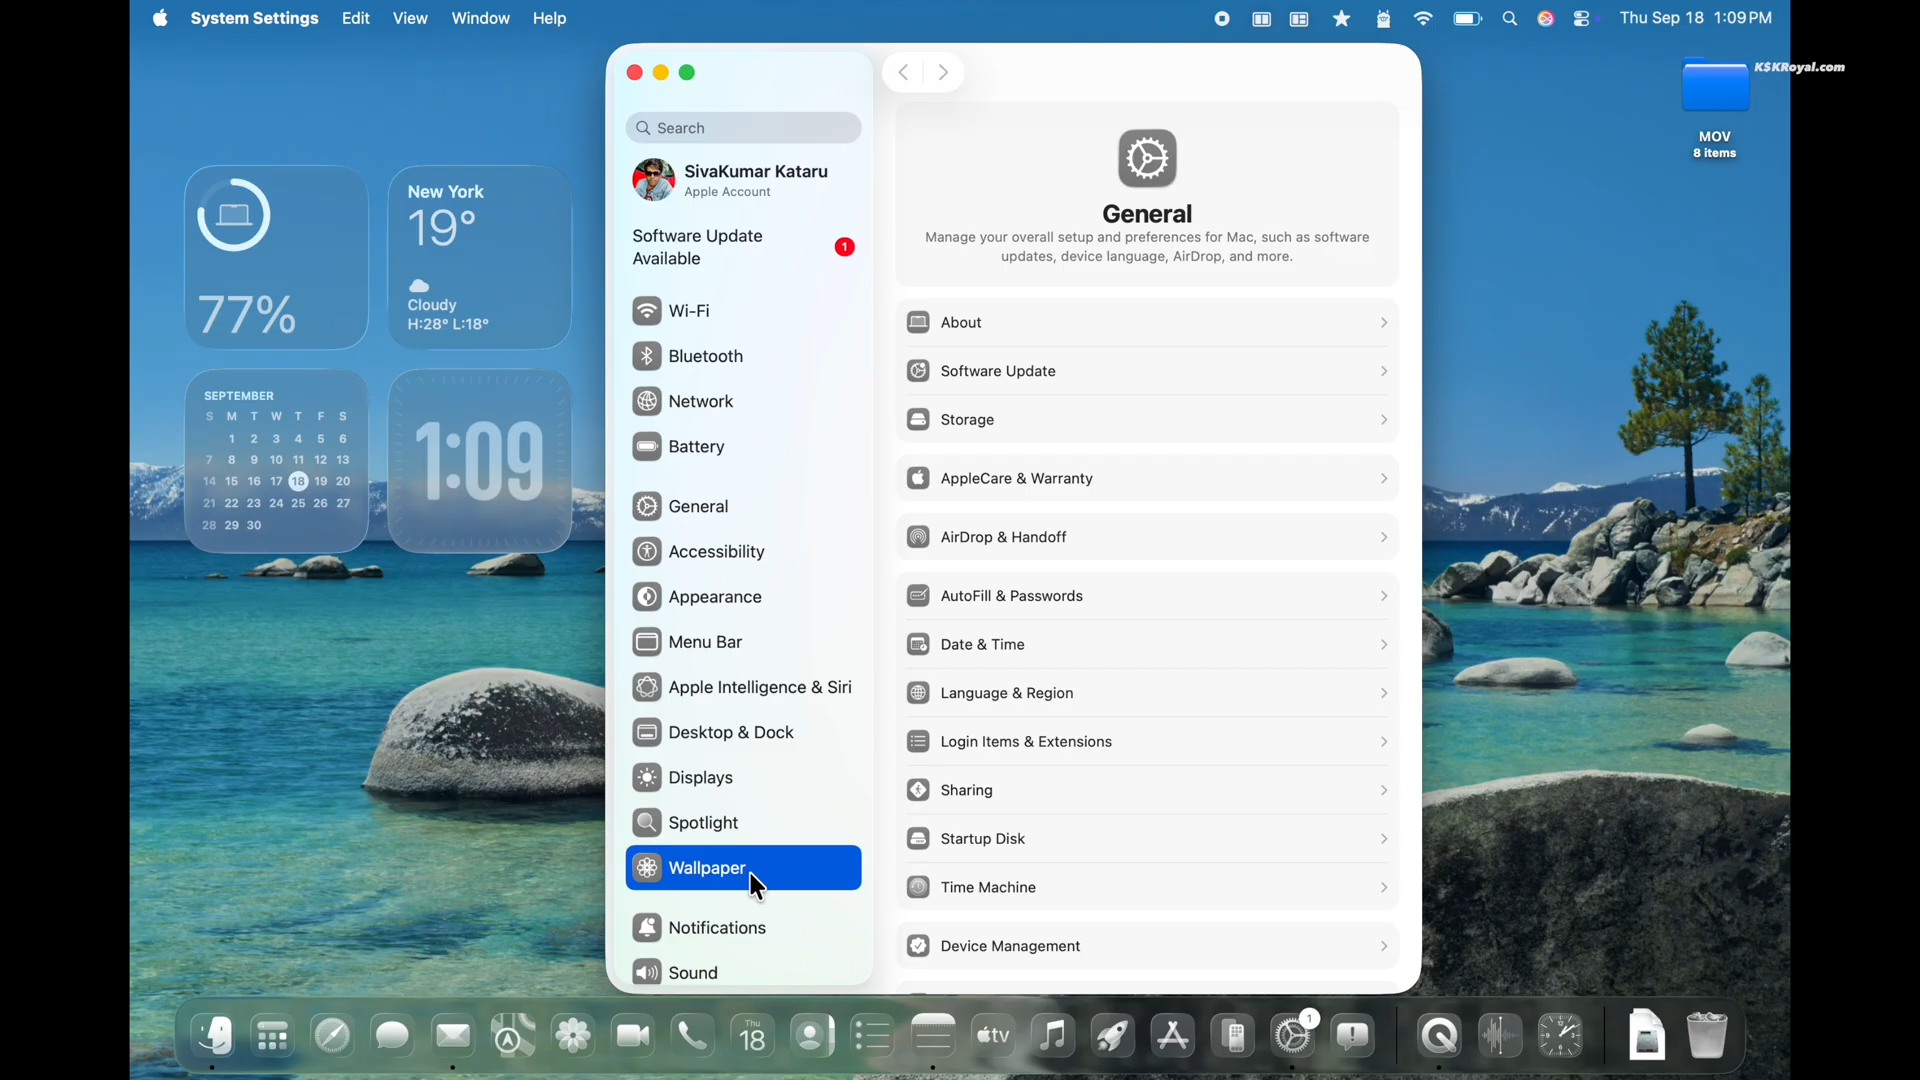 System Settings Edit View Window Help
Thu Sep 18 1:09 PM
K$KRoyal.com
MOV
8 items
77%
New York
19°
Cloudy
H:28° L:18°
SEPTEMBER
S M T W T F S
1 2 3 4 5 6
7 8 9 10 11 12 13
14 15 16 17 18 19 20
21 22 23 24 25 26 27
28 29 30
1:09
Search
SivaKumar Kataru
Apple Account
Software Update
Available
1
Wi-Fi
Bluetooth
Network
Battery
General
Accessibility
Appearance
Menu Bar
Apple Intelligence & Siri
Desktop & Dock
Displays
Spotlight
Wallpaper
Notifications
Sound
General
Manage your overall setup and preferences for Mac, such as software
updates, device language, AirDrop, and more.
About
Software Update
Storage
AppleCare & Warranty
AirDrop & Handoff
AutoFill & Passwords
Date & Time
Language & Region
Login Items & Extensions
Sharing
Startup Disk
Time Machine
Device Management
Thu
18
tv
1